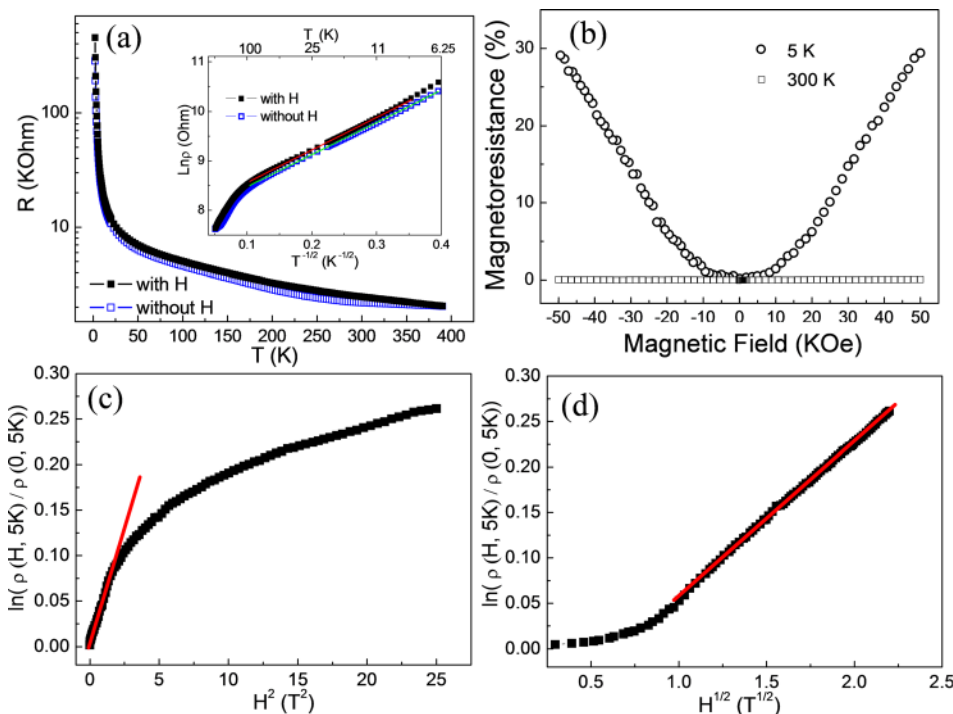 (a)
R (KOhm)
100
10
0 50 100 150 200 250 300 350 400
T (K)
with H
without H
T (K)
100 25 11 6.25
Lnρ (Ohm)
11
10
9
8
0.1 0.2 0.3 0.4
T-1/2 (K-1/2)
with H
without H
(b)
Magnetoresistance (%)
30
20
10
0
5 K
300 K
-50 -40 -30 -20 -10 0 10 20 30 40 50
Magnetic Field (KOe)
(c)
ln( ρ (H, 5K) / ρ (0, 5K))
0.30
0.25
0.20
0.15
0.10
0.05
0.00
0 5 10 15 20 25
H2 (T2)
(d)
ln( ρ (H, 5K) / ρ (0, 5K))
0.30
0.25
0.20
0.15
0.10
0.05
0.00
0.5 1.0 1.5 2.0 2.5
H1/2 (T1/2)